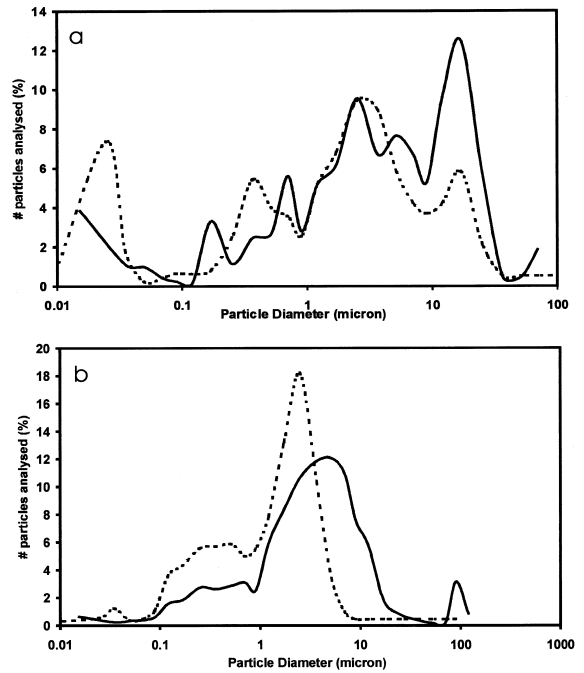 a
# particles analysed (%)
14
12
10
8
6
4
2
0
0.01 0.1 1 10 100
Particle Diameter (micron)
b
# particles analysed (%)
20
18
16
14
12
10
8
6
4
2
0
0.01 0.1 1 10 100 1000
Particle Diameter (micron)